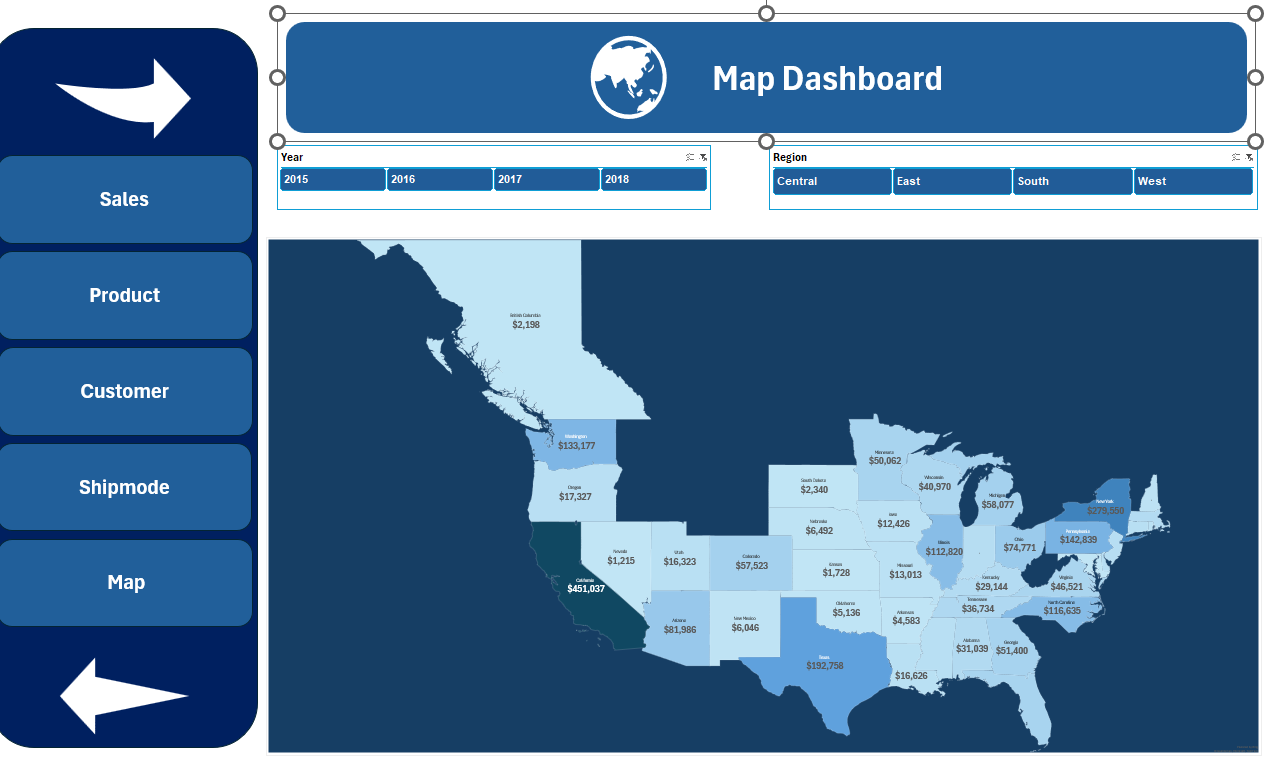 Map Dashboard
Year
2015 2016 2017 2018
Region
Central East South West
Sales
Product
Customer
Shipmode
Map
British Columbia
$2,198
Washington
$133,177
Oregon
$17,327
California
$451,037
Nevada
$1,215
Utah
$16,323
Arizona
$81,986
Colorado
$57,523
New Mexico
$6,046
South Dakota
$2,340
Nebraska
$6,492
Kansas
$1,728
Oklahoma
$5,136
Texas
$192,758
Minnesota
$50,062
Iowa
$12,426
Missouri
$13,013
Arkansas
$4,583
$16,626
Wisconsin
$40,970
Illinois
$112,820
Michigan
$58,077
Ohio
$74,771
Kentucky
$29,144
Tennessee
$36,734
Alabama
$31,039
Georgia
$51,400
New York
$279,550
Pennsylvania
$142,839
Virginia
$46,521
North Carolina
$116,635